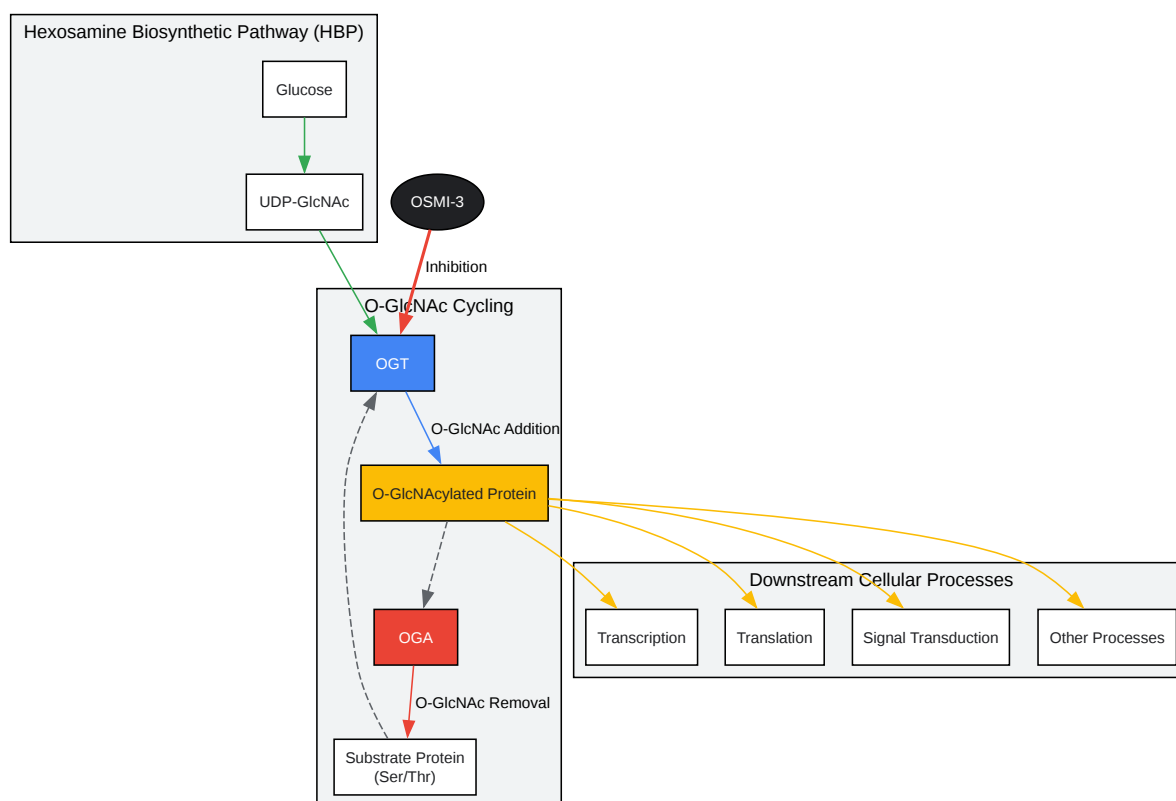 Hexosamine Biosynthetic Pathway (HBP)
Glucose
UDP-GlcNAc
OSMI-3
Inhibition
O-GlcNAc Cycling
OGT
O-GlcNAc Addition
O-GlcNAcylated Protein
Downstream Cellular Processes
OGA
Transcription
Translation
Signal Transduction
Other Processes
O-GlcNAc Removal
Substrate Protein
(Ser/Thr)